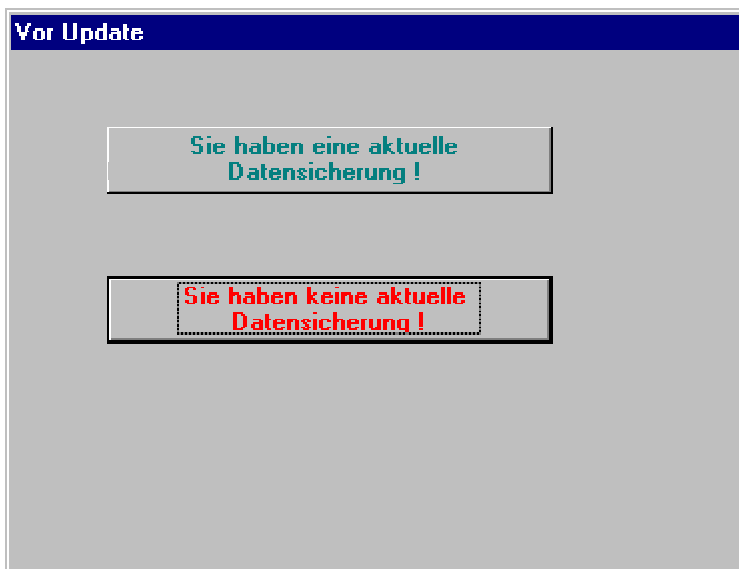 Vor Update
Sie haben eine aktuelle
Datensicherung !
Sie haben keine aktuelle
Datensicherung !